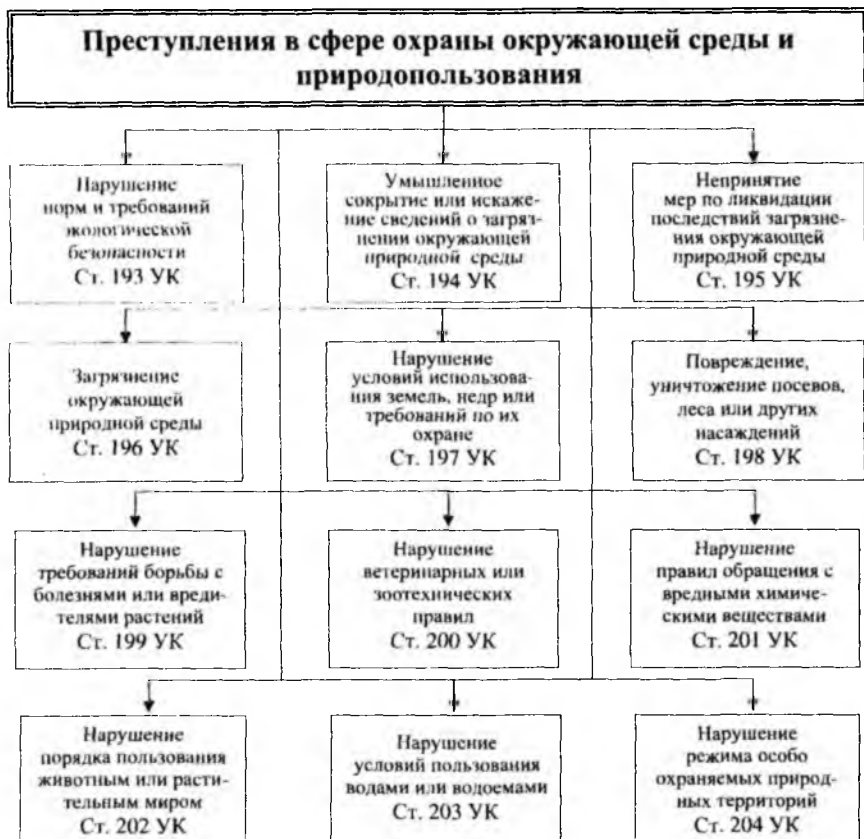 Преступления в сфере охраны окружающей среды и
природопользования
Нарушение
норм и требований
экологической
безопасности
Ст. 193 УК
Умышленное
сокрытие или искаже-
ние сведений о загряз-
нении окружающей
природной среды
Ст. 194 УК
Непринятие
мер по ликвидации
последствий загрязне-
ния окружающей
природной среды
Ст. 195 УК
Загрязнение
окружающей
природной среды
Ст. 196 УК
Нарушение
условий использова-
ния земель, недр или
требований по их
охране
Ст. 197 УК
Повреждение,
уничтожение посевов,
леса или других
насаждений
Ст. 198 УК
Нарушение
требований борьбы с
болезнями или вреди-
телями растений
Ст. 199 УК
Нарушение
ветеринарных или
зоотехнических
правил
Ст. 200 УК
Нарушение
правил обращения с
вредными химиче-
скими веществами
Ст. 201 УК
Нарушение
порядка пользования
животным или расти-
тельным миром
Ст. 202 УК
Нарушение
условий пользования
водами или водоемами
Ст. 203 УК
Нарушение
режима особо
охраняемых природ-
ных территорий
Ст. 204 УК